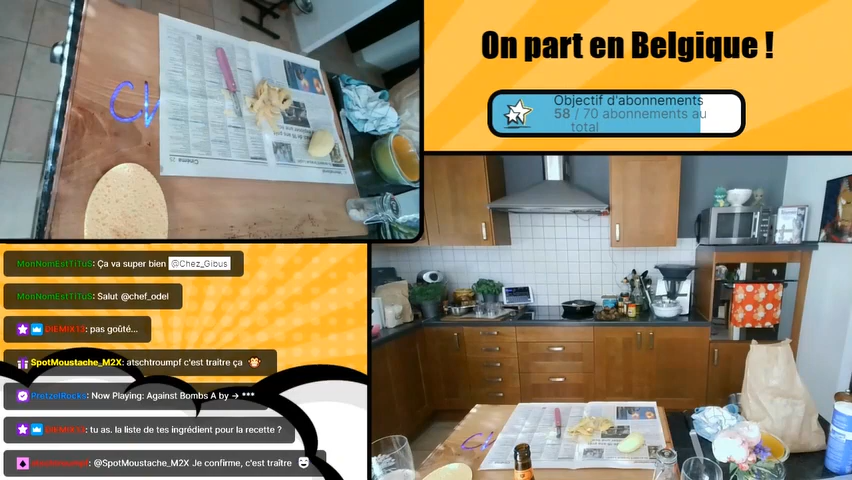 On part en Belgique !
Objectif d'abonnements
58 / 70 abonnements au
total
Cinéma
MonNomEstTiTUS: Ça va super bien @Chez_Gibus
MonNomEstTiTUS: Salut @chef_odel
DIEMIX13: pas goûté...
SpotMoustache_M2X: atschtroumpf c'est traître ça
PretzelRocks: Now Playing: Against Bombs A by -> ***
DIEMIX13: tu as. la liste de tes ingrédient pour la recette ?
: @SpotMoustache_M2X Je confirme, c'est traitre